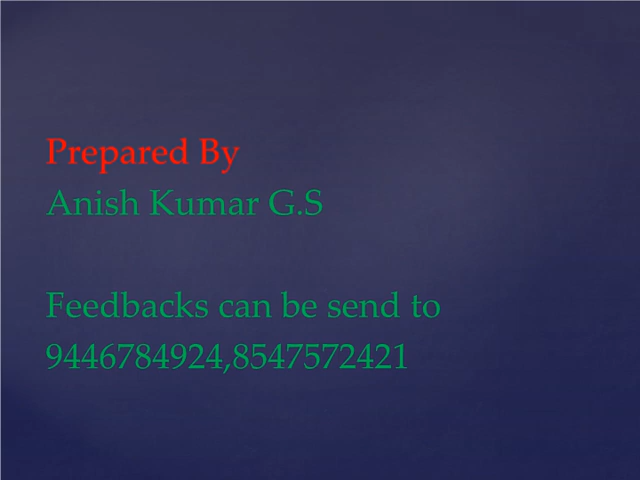 Prepared By
Anish Kumar G.S
Feedbacks can be send to
9446784924,8547572421